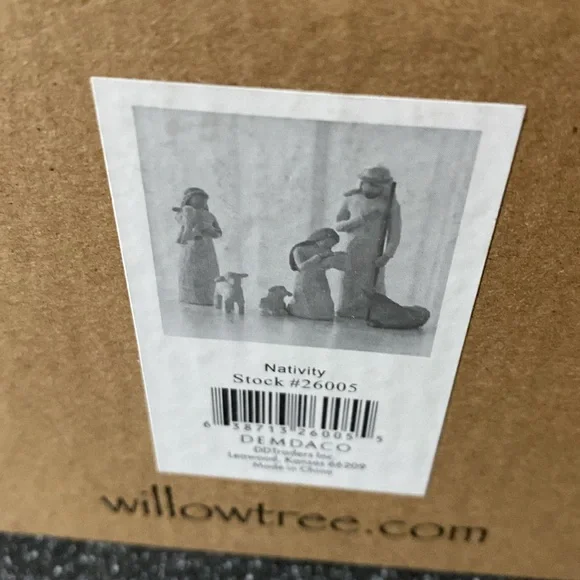 Nativity
Stock #26005
6 38713 26005 5
DEMDACO
DDTraders Inc.
Leawood, Kansas 66209
Made in China
willowtree.com